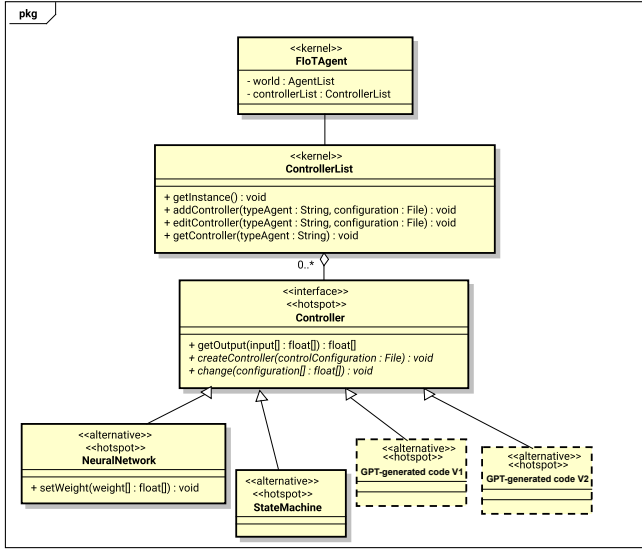 pkg
<<kernel>>
FIoTAgent
- world : AgentList
- controllerList : ControllerList
<<kernel>>
ControllerList
+ getInstance() : void
+ addController(typeAgent : String, configuration : File) : void
+ editController(typeAgent : String, configuration : File) : void
+ getController(typeAgent : String) : void
0..*
<<interface>>
<<hotspot>>
Controller
+ getOutput(input[] : float[]) : float[]
+ createController(controlConfiguration : File) : void
+ change(configuration[] : float[]) : void
<<alternative>>
<<hotspot>>
NeuralNetwork
+ setWeight(weight[] : float[]) : void
<<alternative>>
<<hotspot>>
StateMachine
<<alternative>>
<<hotspot>>
GPT-generated code V1
<<alternative>>
<<hotspot>>
GPT-generated code V2